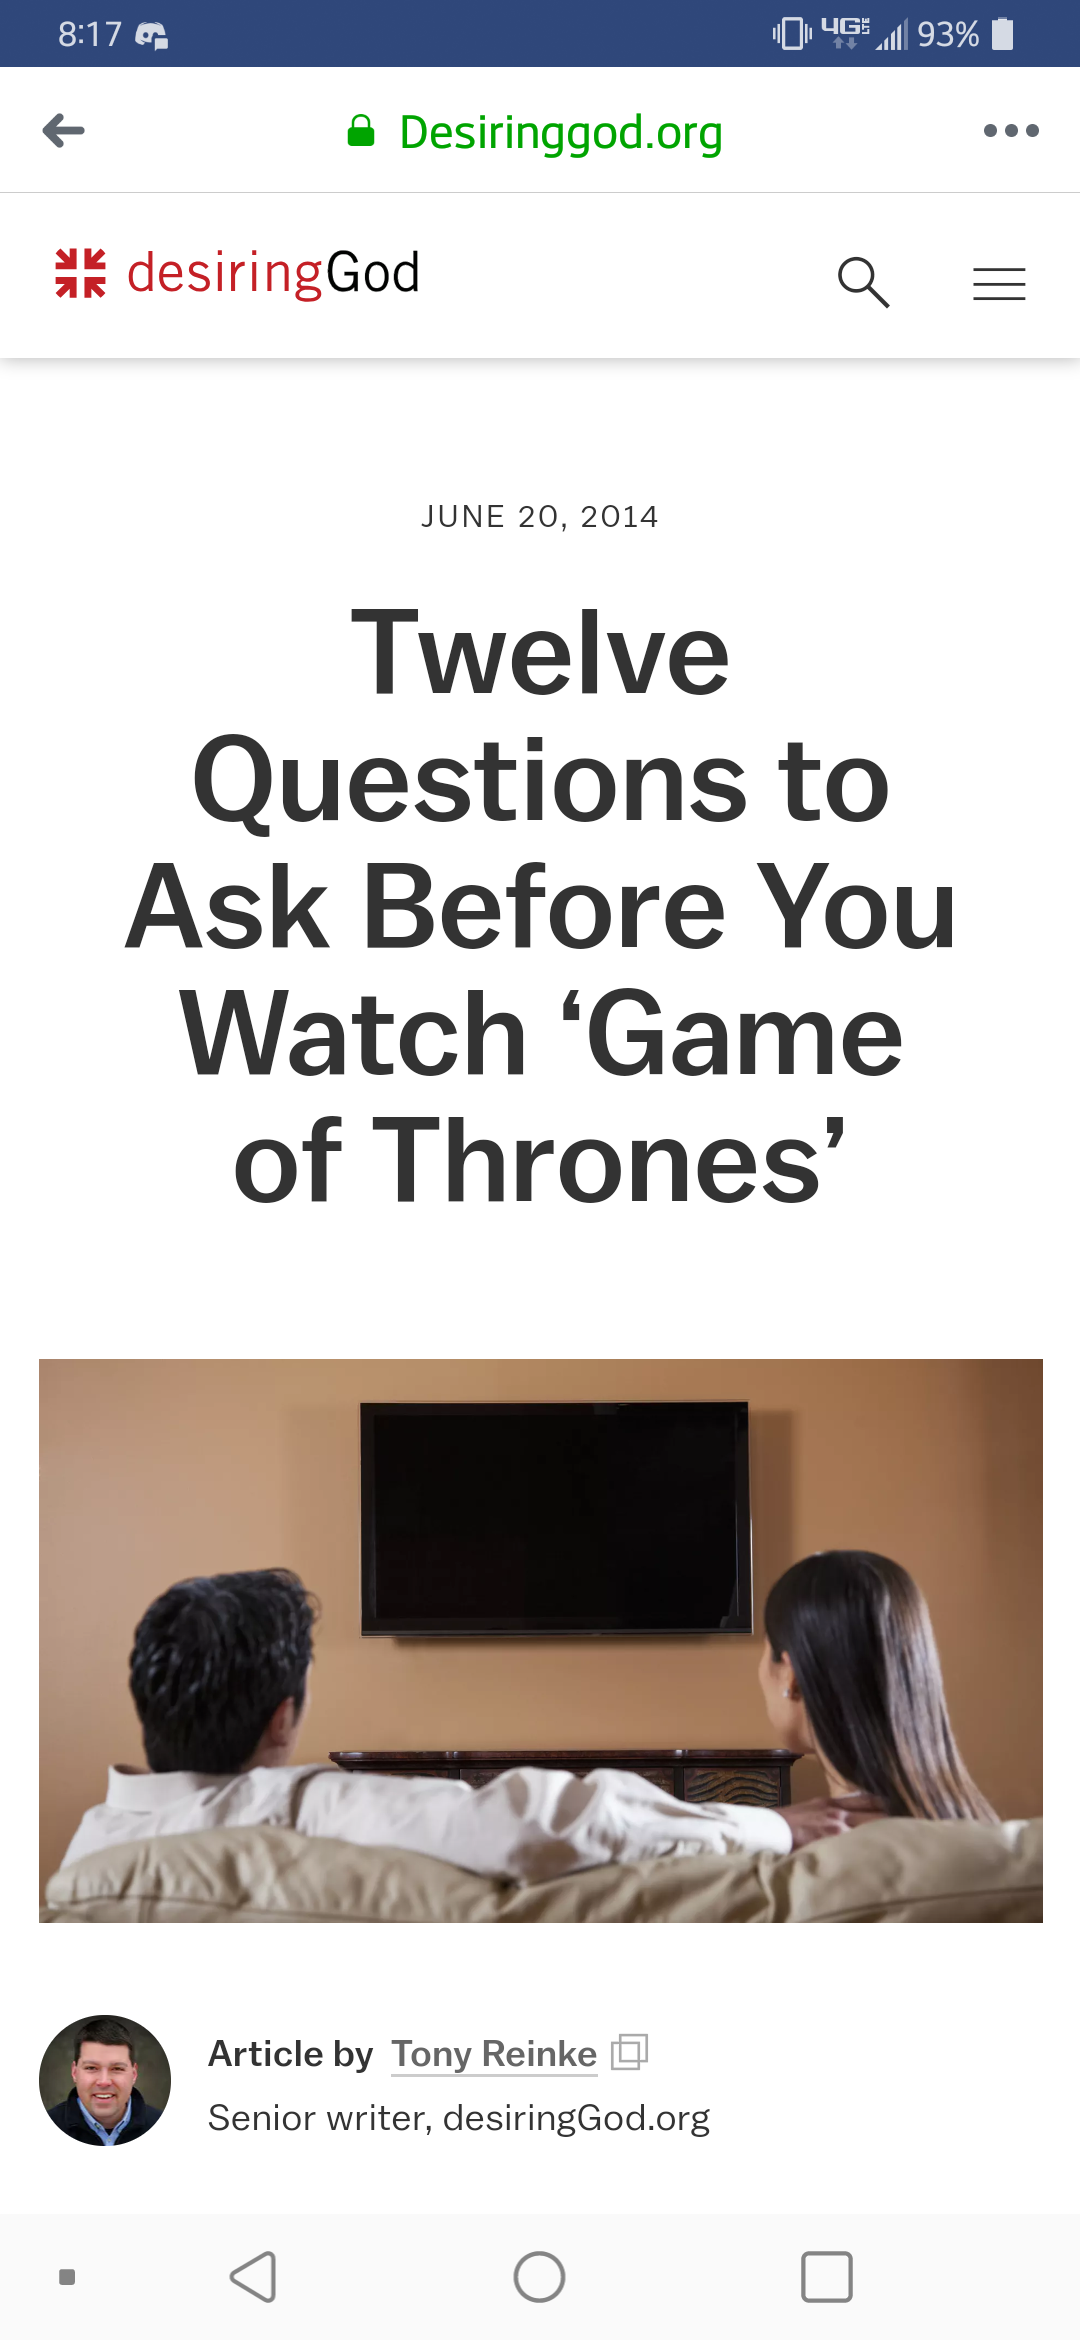 8:17 4G LTE 93%
Desiringgod.org
desiringGod
JUNE 20, 2014
Twelve
Questions to
Ask Before You
Watch ‘Game
of Thrones’
Article by Tony Reinke
Senior writer, desiringGod.org